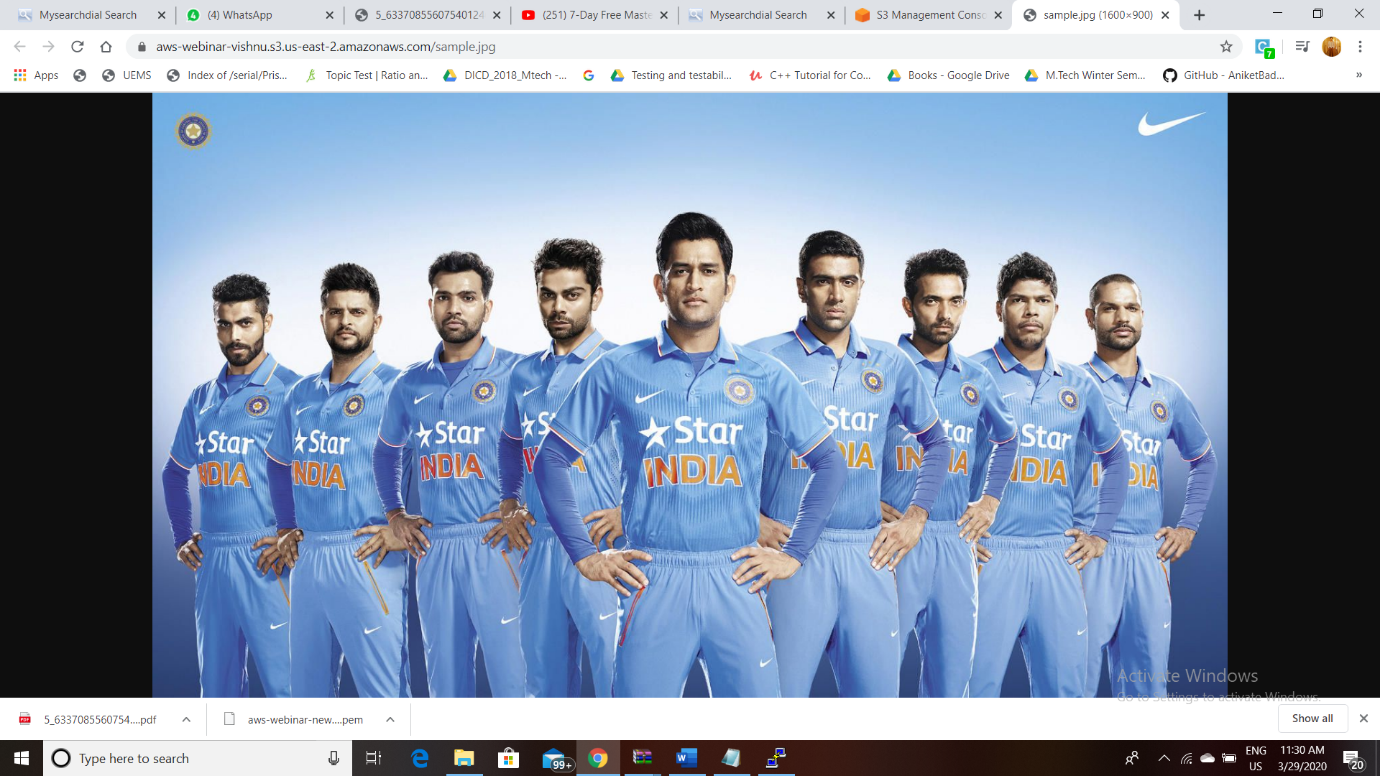 Mysearchdial Search
(4) WhatsApp
5_63370855607540124
(251) 7-Day Free Maste
Mysearchdial Search
S3 Management Consc
sample.jpg (1600×900)
aws-webinar-vishnu.s3.us-east-2.amazonaws.com/sample.jpg
7
Apps
UEMS
Index of /serial/Pris...
Topic Test | Ratio an...
DICD_2018_Mtech -...
Testing and testabil...
C++ Tutorial for Co...
Books - Google Drive
M.Tech Winter Sem...
GitHub - AniketBad...
»
Star INDIA
Star INDIA
Star INDIA
Star INDIA
Star
Star
Star
Activate Windows
Go to Settings to activate Windows.
5_6337085560754....pdf
aws-webinar-new....pem
Show all
Type here to search
99+
ENG
US
11:30 AM
3/29/2020
20